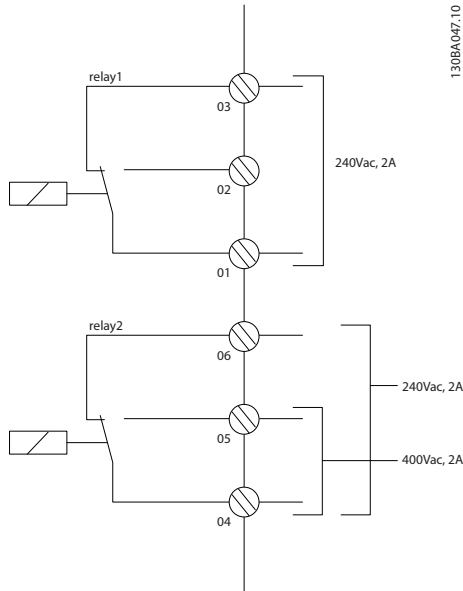 130BA047.10
relay1
03
240Vac, 2A
02
01
relay2
06
240Vac, 2A
05
400Vac, 2A
04